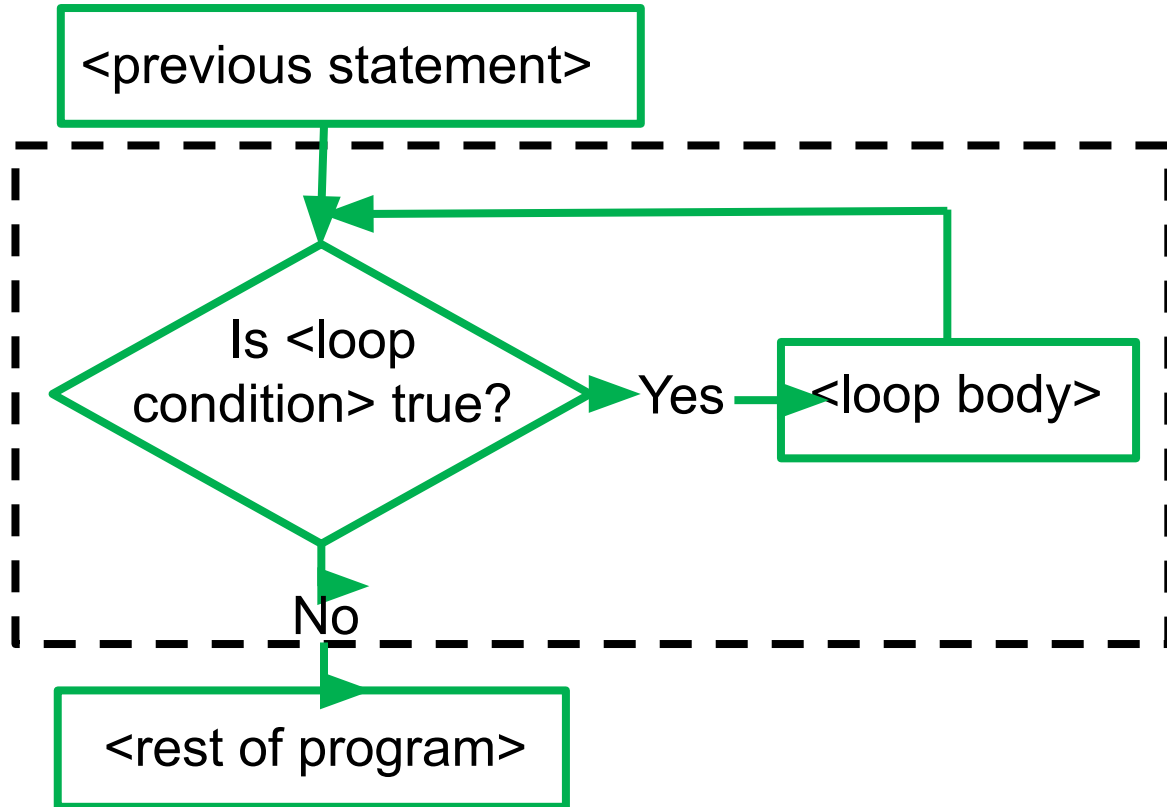 <previous statement>
Is <loop
condition> true?
Yes
<loop body>
No
<rest of program>